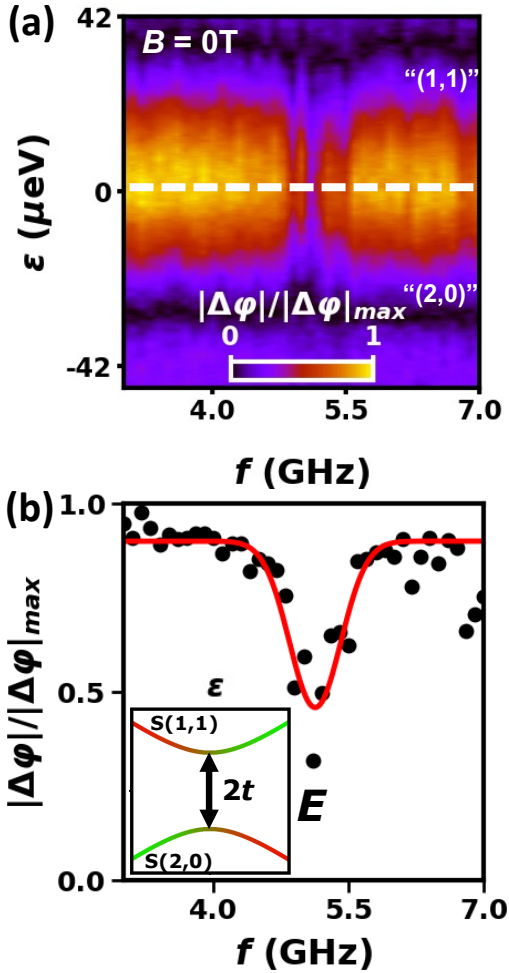 (a)
42
B = 0T
"(1,1)"
ε (μeV)
0
"(2,0)"
|Δφ|/|Δφ|max
0 1
-42
4.0 5.5 7.0
f (GHz)
(b)
1.0
|Δφ|/|Δφ|max
0.5
ε
S(1,1)
2t
E
S(2,0)
0.0
4.0 5.5 7.0
f (GHz)